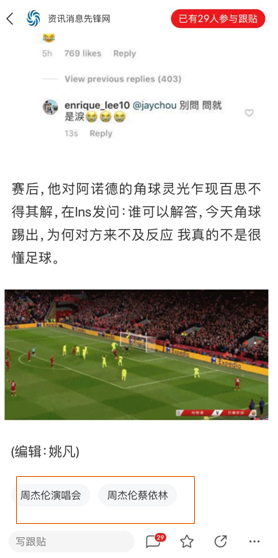 资讯消息先锋网
已有29人参与跟贴
5h 769 likes Reply
View previous replies (403)
enrique_lee10 @jaychou 別問 問就
是淚😭😭😭
13s Reply
赛后，他对阿诺德的角球灵光乍现百思不
得其解，在Ins发问：谁可以解答，今天角球
踢出，为何对方来不及反应 我真的不是很
懂足球。
(编辑：姚凡)
周杰伦演唱会 周杰伦蔡依林
写跟贴 29